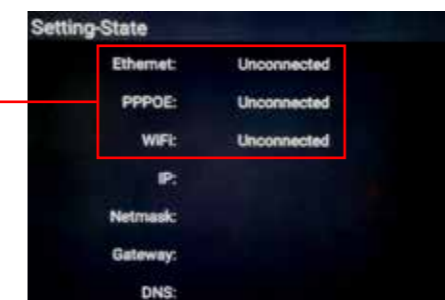 Setting-State
Ethernet: Unconnected
PPPOE: Unconnected
WiFi: Unconnected
IP:
Netmask:
Gateway:
DNS: